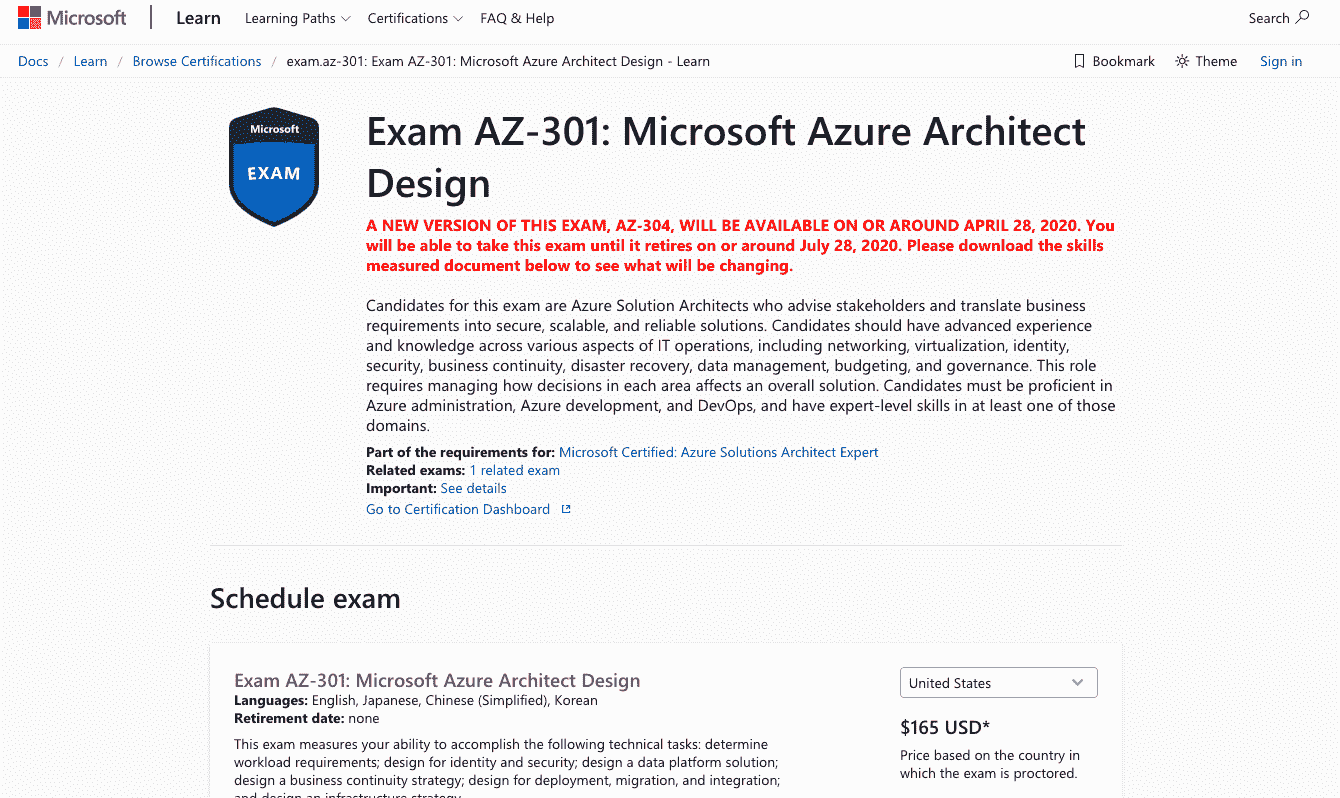 Microsoft Learn Learning Paths Certifications FAQ & Help Search
Docs / Learn / Browse Certifications / exam.az-301: Exam AZ-301: Microsoft Azure Architect Design - Learn Bookmark Theme Sign in
Microsoft
EXAM
Exam AZ-301: Microsoft Azure Architect
Design
A NEW VERSION OF THIS EXAM, AZ-304, WILL BE AVAILABLE ON OR AROUND APRIL 28, 2020. You
will be able to take this exam until it retires on or around July 28, 2020. Please download the skills
measured document below to see what will be changing.
Candidates for this exam are Azure Solution Architects who advise stakeholders and translate business
requirements into secure, scalable, and reliable solutions. Candidates should have advanced experience
and knowledge across various aspects of IT operations, including networking, virtualization, identity,
security, business continuity, disaster recovery, data management, budgeting, and governance. This role
requires managing how decisions in each area affects an overall solution. Candidates must be proficient in
Azure administration, Azure development, and DevOps, and have expert-level skills in at least one of those
domains.
Part of the requirements for: Microsoft Certified: Azure Solutions Architect Expert
Related exams: 1 related exam
Important: See details
Go to Certification Dashboard
Schedule exam
Exam AZ-301: Microsoft Azure Architect Design
Languages: English, Japanese, Chinese (Simplified), Korean
Retirement date: none
This exam measures your ability to accomplish the following technical tasks: determine
workload requirements; design for identity and security; design a data platform solution;
design a business continuity strategy; design for deployment, migration, and integration;
and design an infrastructure strategy.
United States
$165 USD*
Price based on the country in
which the exam is proctored.